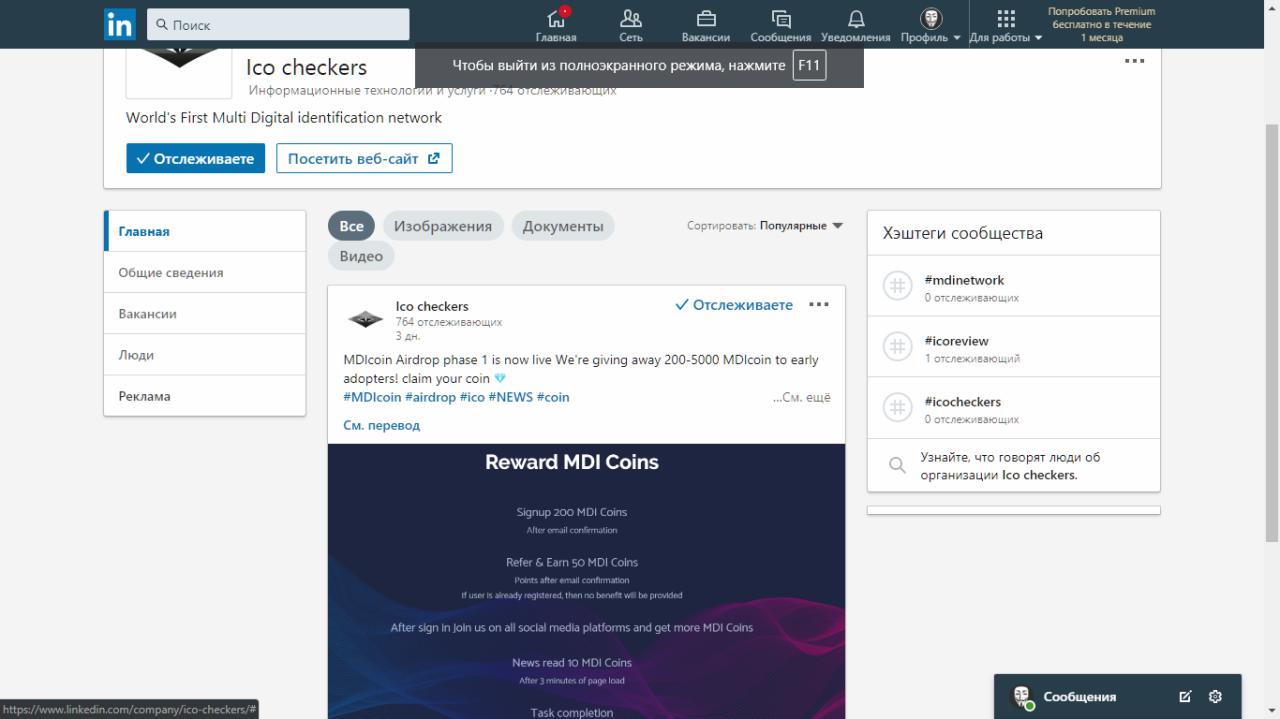 in
Поиск
Главная
Сеть
Вакансии
Сообщения
Уведомления
Профиль
Для работы
Попробовать Premium
бесплатно в течение
1 месяца
Чтобы выйти из полноэкранного режима, нажмите F11
Ico checkers
Информационные технологии и услуги · 764 отслеживающих
World's First Multi Digital identification network
Отслеживаете
Посетить веб-сайт
Главная
Общие сведения
Вакансии
Люди
Реклама
Все
Изображения
Документы
Видео
Сортировать: Популярные
Ico checkers
764 отслеживающих
3 дн.
Отслеживаете
MDIcoin Airdrop phase 1 is now live We're giving away 200-5000 MDIcoin to early
adopters! claim your coin 💎
#MDIcoin #airdrop #ico #NEWS #coin
...См. ещё
См. перевод
Reward MDI Coins
Signup 200 MDI Coins
After email confirmation
Refer & Earn 50 MDI Coins
Points after email confirmation
If user is already registered, then no benefit will be provided
After sign in Join us on all social media platforms and get more MDI Coins
News read 10 MDI Coins
After 3 minutes of page load
Task completion
Хэштеги сообщества
#mdinetwork
0 отслеживающих
#icoreview
1 отслеживающий
#icocheckers
0 отслеживающих
Узнайте, что говорят люди об
организации Ico checkers.
Сообщения
https://www.linkedin.com/company/ico-checkers/#